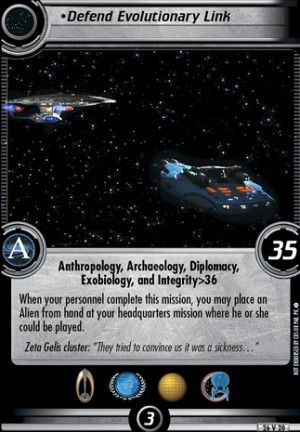 •Defend Evolutionary Link
A
35
Anthropology, Archaeology, Diplomacy,
Exobiology, and Integrity>36
When your personnel complete this mission, you may place an
Alien from hand at your headquarters mission where he or she
could be played.
Zeta Gelis cluster: "They tried to convince us it was a sickness..."
3
26 V 20